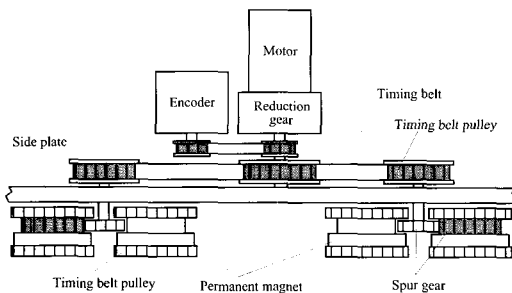 Motor
Encoder
Reduction
gear
Timing belt
Timing belt pulley
Side plate
Timing belt pulley
Permanent magnet
Spur gear